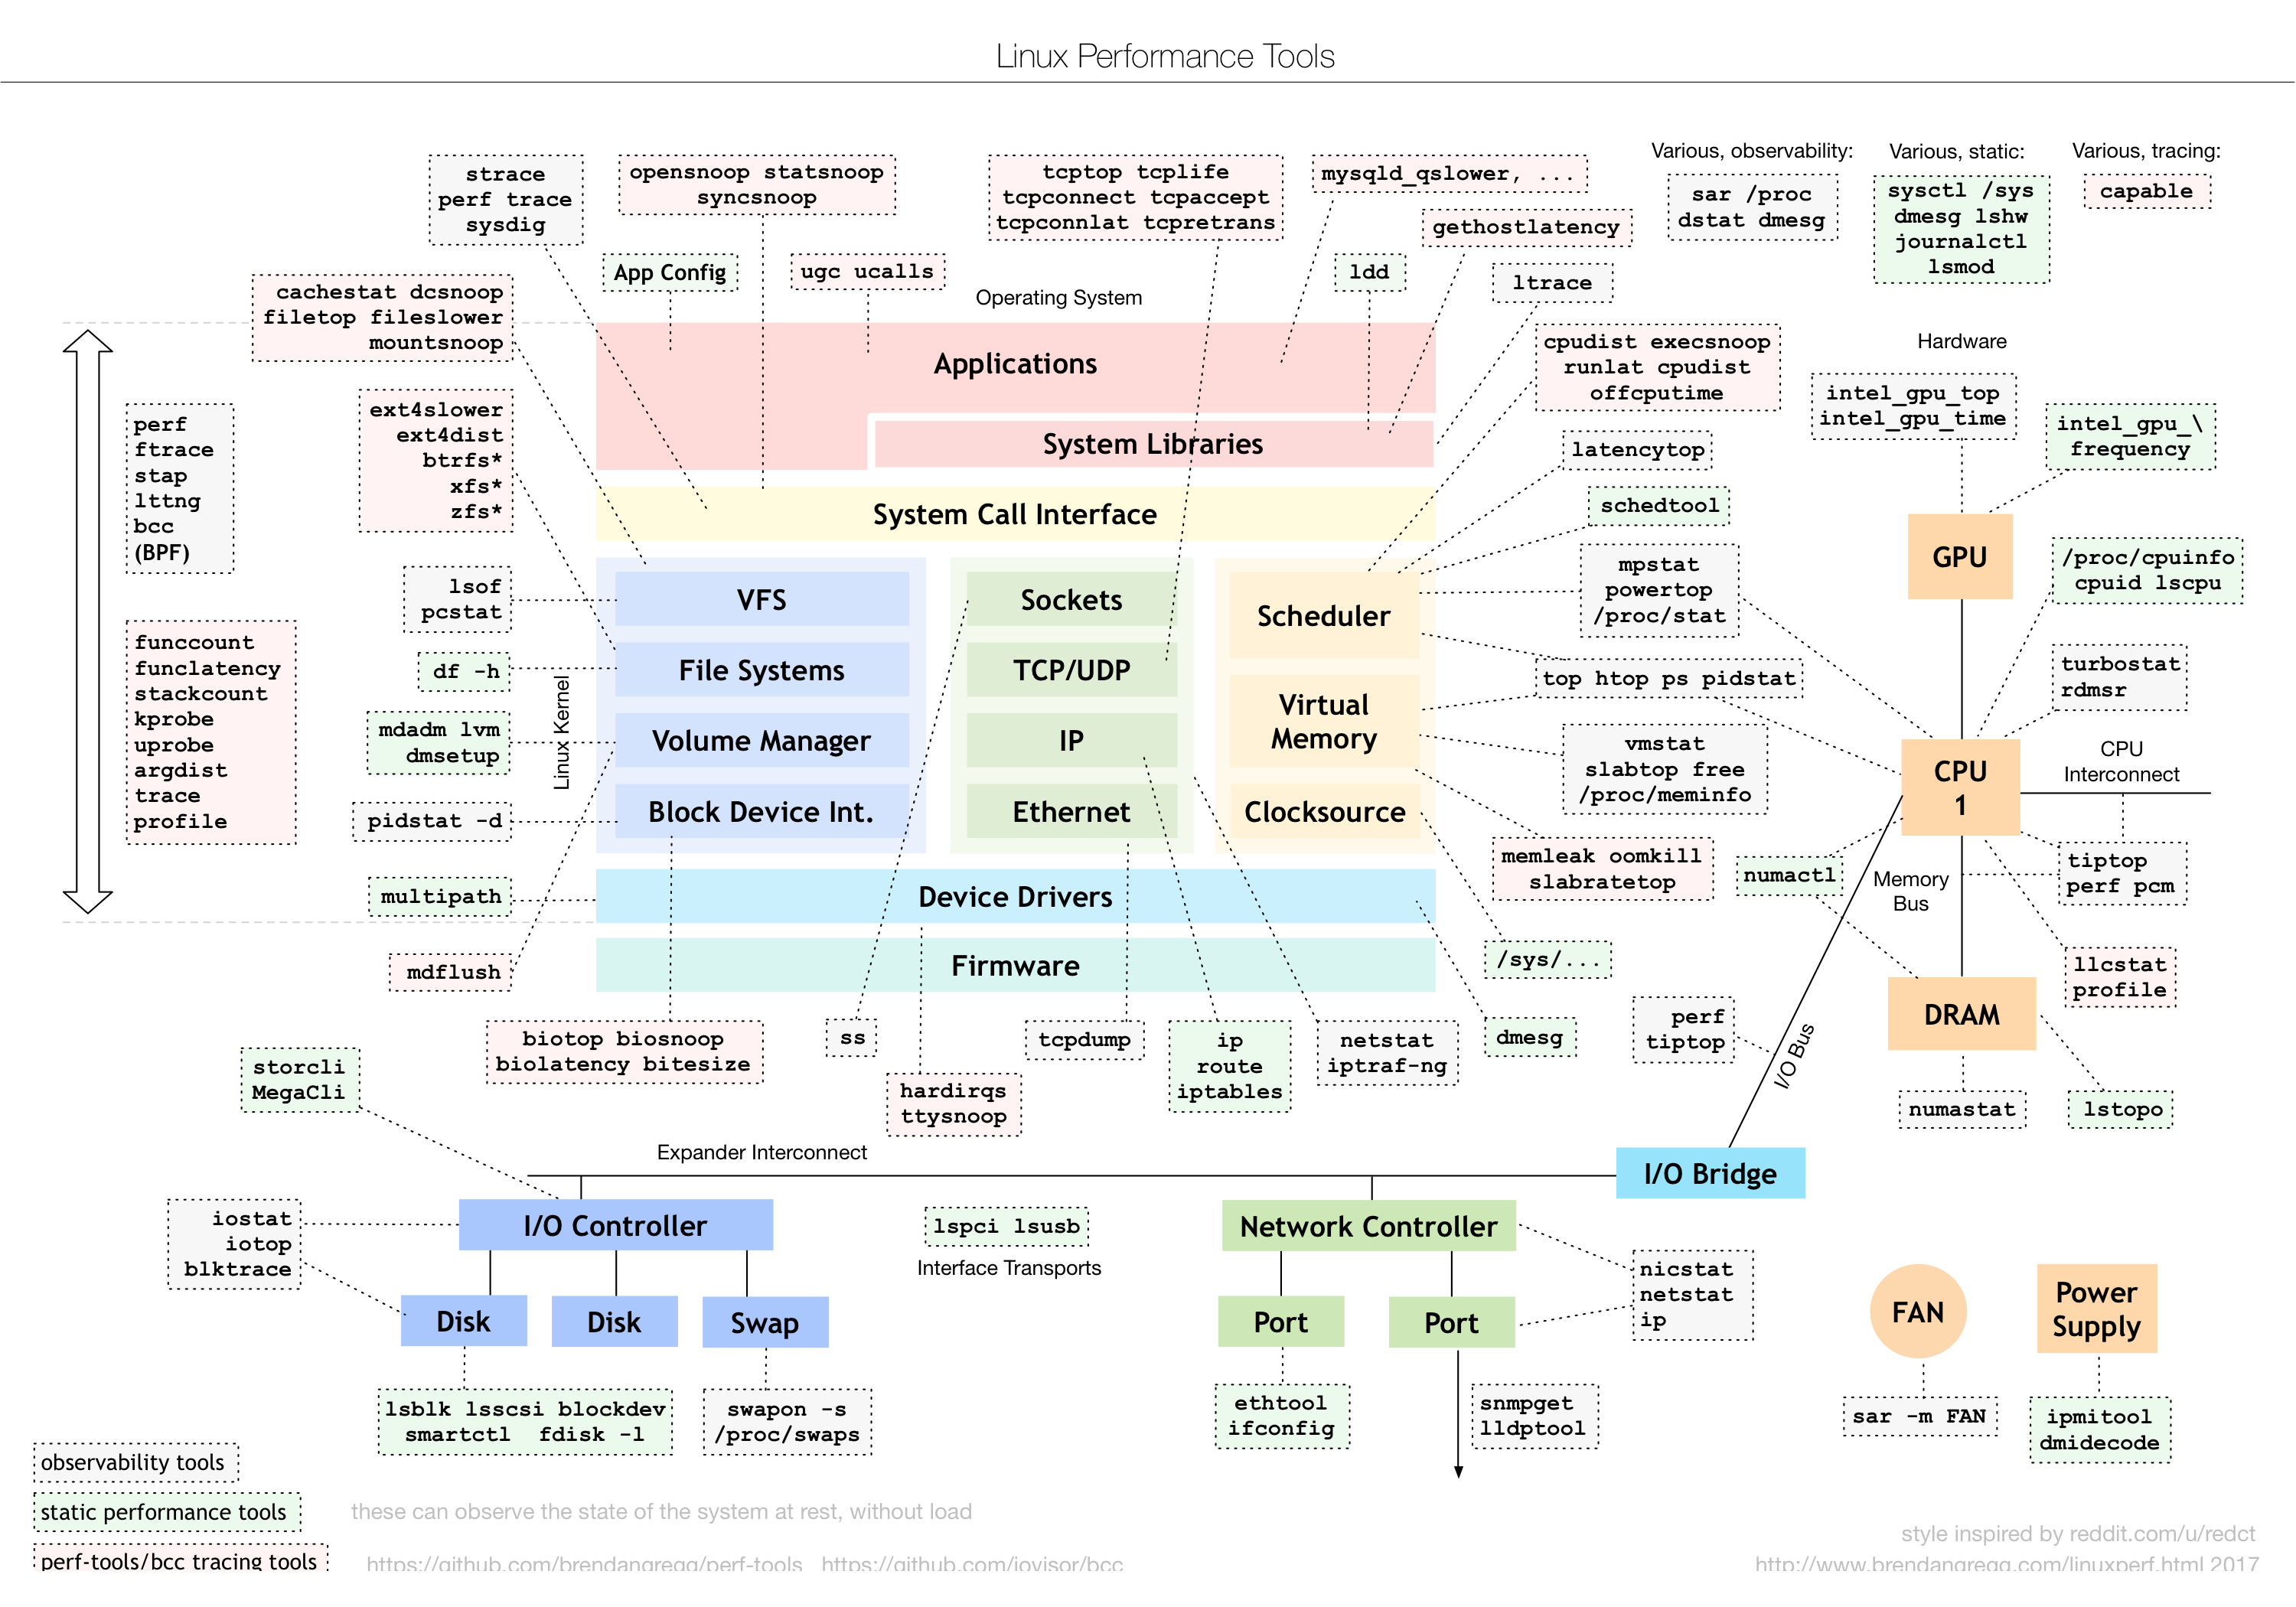 Linux Performance Tools
strace
perf trace
sysdig
opensnoop statsnoop
syncsnoop
tcptop tcplife
tcpconnect tcpaccept
tcpconnlat tcpretrans
mysqld_qslower, ...
gethostlatency
Various, observability:
sar /proc
dstat dmesg
Various, static:
sysctl /sys
dmesg lshw
journalctl
lsmod
Various, tracing:
capable
App Config
ugc ucalls
ldd
ltrace
Operating System
cachestat dcsnoop
filetop fileslower
mountsnoop
Applications
System Libraries
System Call Interface
cpudist execsnoop
runlat cpudist
offcputime
Hardware
intel_gpu_top
intel_gpu_time
intel_gpu_\
frequency
perf
ftrace
stap
lttng
bcc
(BPF)
ext4slower
ext4dist
btrfs*
xfs*
zfs*
latencytop
schedtool
mpstat
powertop
/proc/stat
GPU
/proc/cpuinfo
cpuid lscpu
lsof
pcstat
VFS
Sockets
Scheduler
funccount
funclatency
stackcount
kprobe
uprobe
argdist
trace
profile
df -h
Linux Kernel
File Systems
TCP/UDP
top htop ps pidstat
turbostat
rdmsr
mdadm lvm
dmsetup
Volume Manager
IP
Virtual
Memory
vmstat
slabtop free
/proc/meminfo
CPU
1
CPU
Interconnect
pidstat -d
Block Device Int.
Ethernet
Clocksource
memleak oomkill
slabratetop
numactl
Memory
Bus
tiptop
perf pcm
multipath
Device Drivers
mdflush
Firmware
/sys/...
llcstat
profile
DRAM
biotop biosnoop
biolatency bitesize
ss
hardirqs
ttysnoop
tcpdump
ip
route
iptables
netstat
iptraf-ng
dmesg
perf
tiptop
I/O Bus
numastat
lstopo
storcli
MegaCli
Expander Interconnect
I/O Bridge
iostat
iotop
blktrace
I/O Controller
lspci lsusb
Interface Transports
Network Controller
nicstat
netstat
ip
Disk
Disk
Swap
Port
Port
FAN
Power
Supply
lsblk lsscsi blockdev
smartctl  fdisk -l
swapon -s
/proc/swaps
ethtool
ifconfig
snmpget
lldptool
sar -m FAN
ipmitool
dmidecode
observability tools
static performance tools
these can observe the state of the system at rest, without load
perf-tools/bcc tracing tools
https://github.com/brendangregg/perf-tools   https://github.com/iovisor/bcc
style inspired by reddit.com/u/redct
http://www.brendangregg.com/linuxperf.html 2017